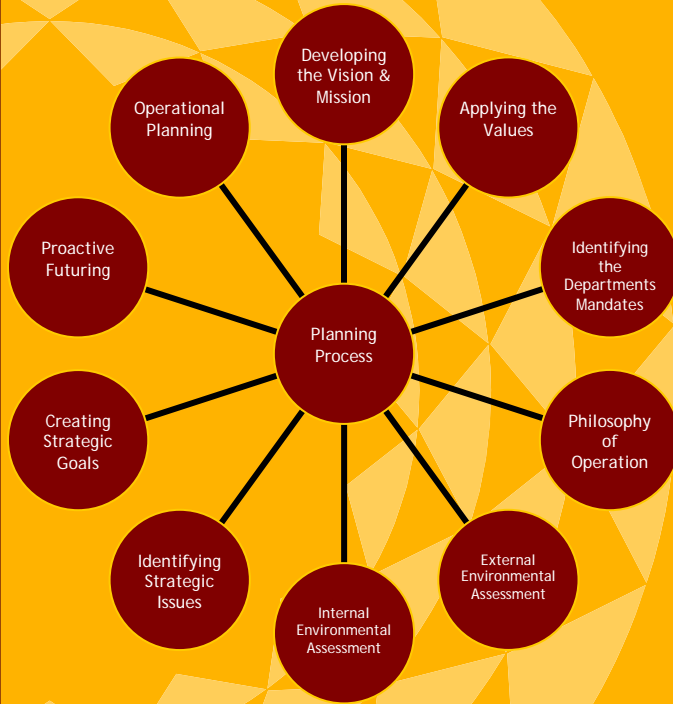 Developing
the Vision &
Mission
Applying the
Values
Identifying
the
Departments
Mandates
Philosophy
of
Operation
External
Environmental
Assessment
Internal
Environmental
Assessment
Identifying
Strategic
Issues
Creating
Strategic
Goals
Proactive
Futuring
Operational
Planning
Planning
Process